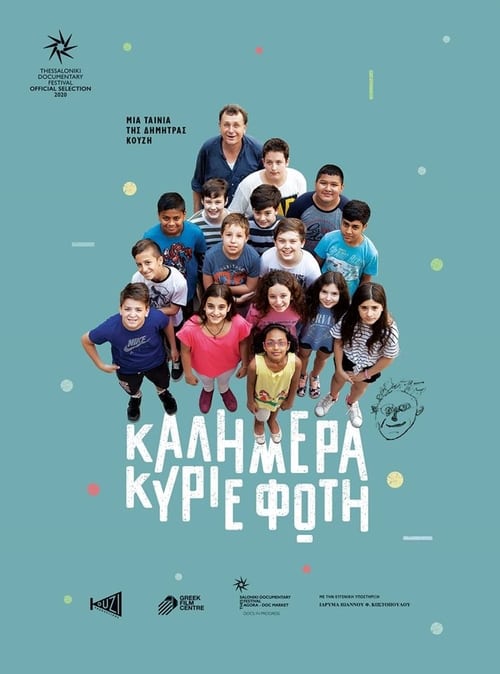 THESSALONIKI
DOCUMENTARY
FESTIVAL
OFFICIAL SELECTION
2020
ΜΙΑ ΤΑΙΝΙΑ
ΤΗΣ ΔΗΜΗΤΡΑΣ
ΚΟΥΖΗ
NIKE
ΚΑΛΗΜΕΡΑ
ΚΥΡΙΕ ΦΩΤΗ
KOUZI
GREEK
FILM
CENTRE
THESSALONIKI DOCUMENTARY
FESTIVAL
AGORA - DOC MARKET
DOCS IN PROGRESS
ΜΕ ΤΗΝ ΕΥΓΕΝΙΚΗ ΥΠΟΣΤΗΡΙΞΗ
ΙΔΡΥΜΑ ΙΩΑΝΝΟΥ Φ. ΚΩΣΤΟΠΟΥΛΟΥ